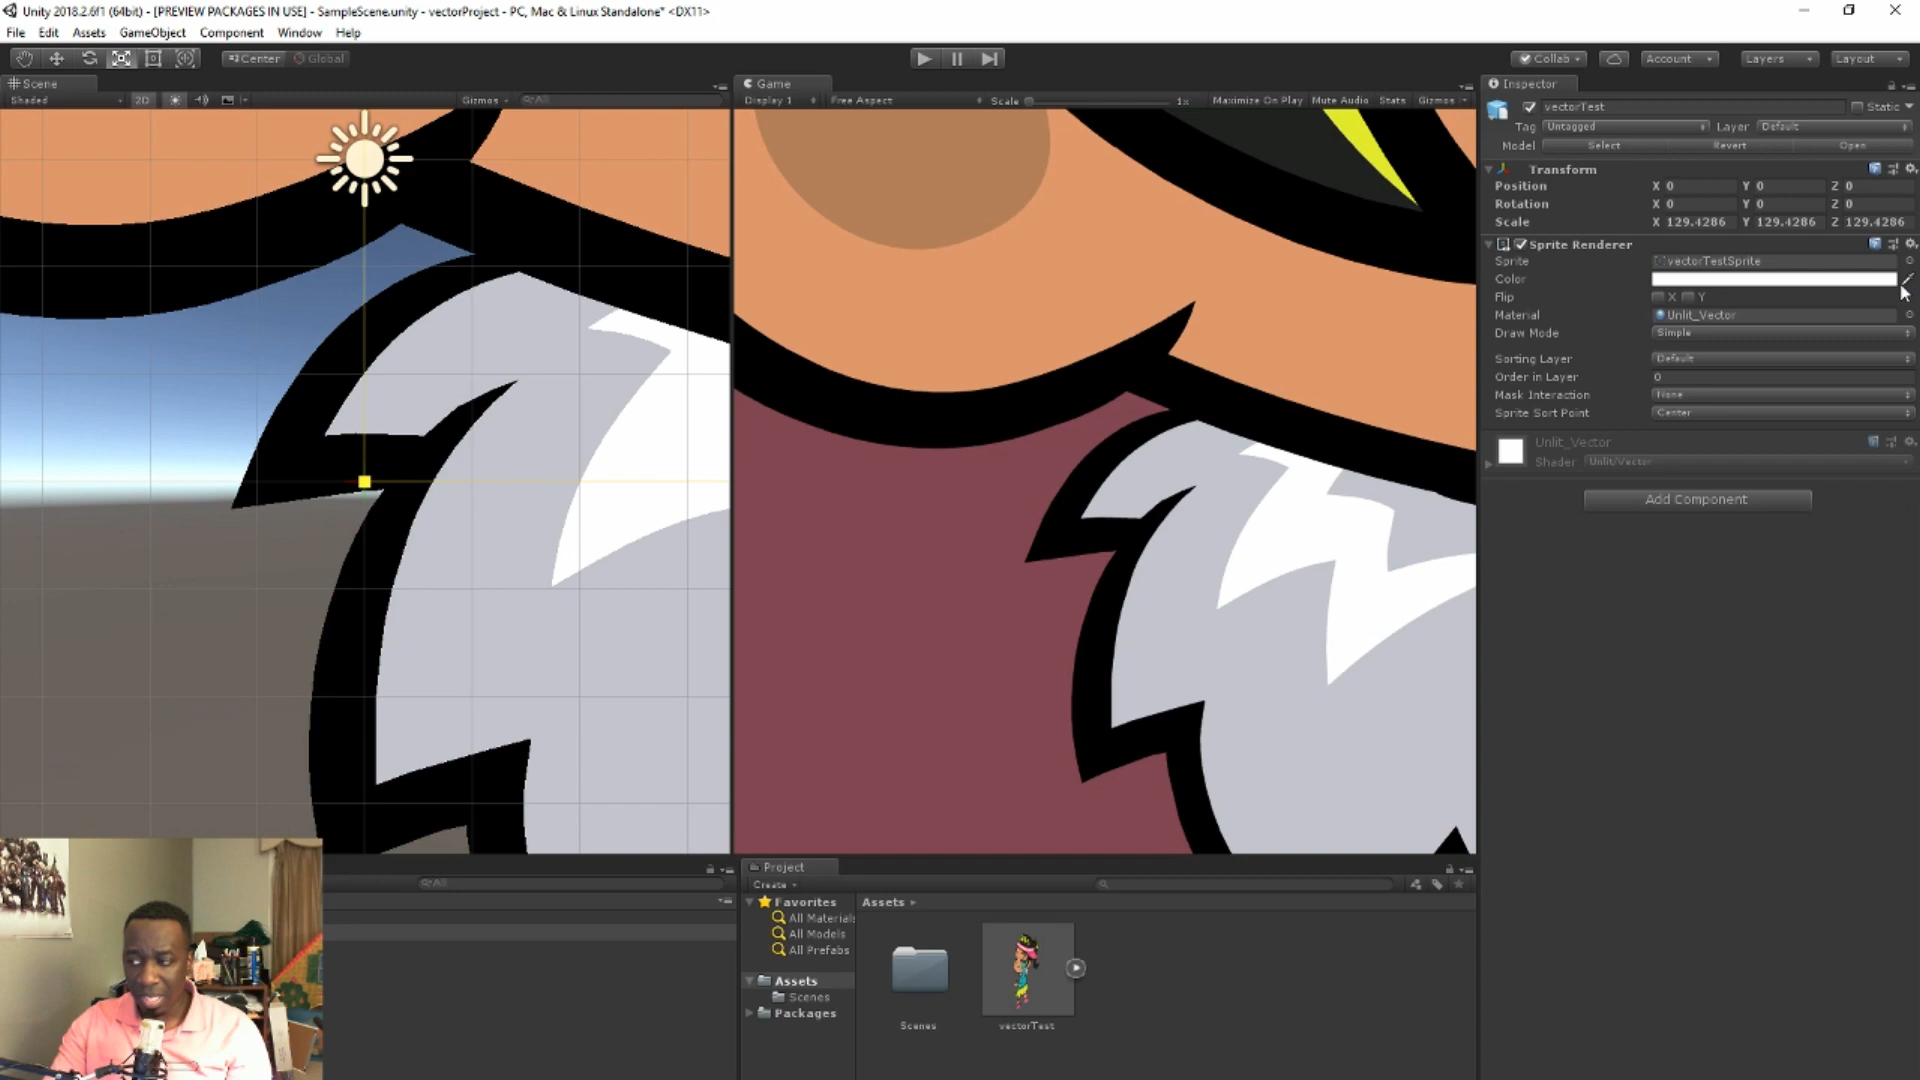 Unity 2018.2.6f1 (64bit) - [PREVIEW PACKAGES IN USE] - SampleScene.unity - vectorProject - PC, Mac & Linux Standalone* <DX11>
File Edit Assets GameObject Component Window Help
Center Global
Collab Account Layers Layout
Scene
Shaded 2D Gizmos All
Game
Display 1 Free Aspect Scale 1x Maximize On Play Mute Audio Stats Gizmos
Inspector
vectorTest Static
Tag Untagged Layer Default
Model Select Revert Open
Transform
Position X 0 Y 0 Z 0
Rotation X 0 Y 0 Z 0
Scale X 129.4286 Y 129.4286 Z 129.4286
Sprite Renderer
Sprite vectorTestSprite
Color
Flip X Y
Material Unlit_Vector
Draw Mode Simple
Sorting Layer Default
Order in Layer 0
Mask Interaction None
Sprite Sort Point Center
Unlit_Vector
Shader Unlit/Vector
Add Component
All
Project
Create
Favorites
All Materials
All Models
All Prefabs
Assets
Scenes
Packages
Assets
Scenes
vectorTest